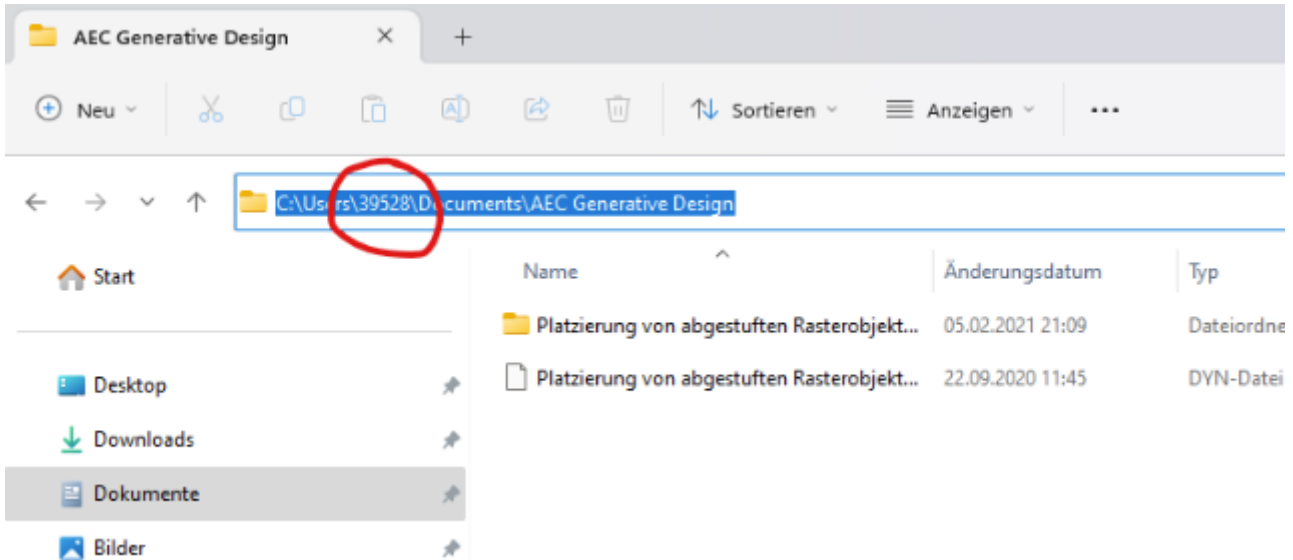 AEC Generative Design
Neu
Sortieren
Anzeigen
C:\Users\39528\Documents\AEC Generative Design
Start
Name
Änderungsdatum
Typ
Platzierung von abgestuften Rasterobjekt... 05.02.2021 21:09 Dateiordne
Platzierung von abgestuften Rasterobjekt... 22.09.2020 11:45 DYN-Datei
Desktop
Downloads
Dokumente
Bilder